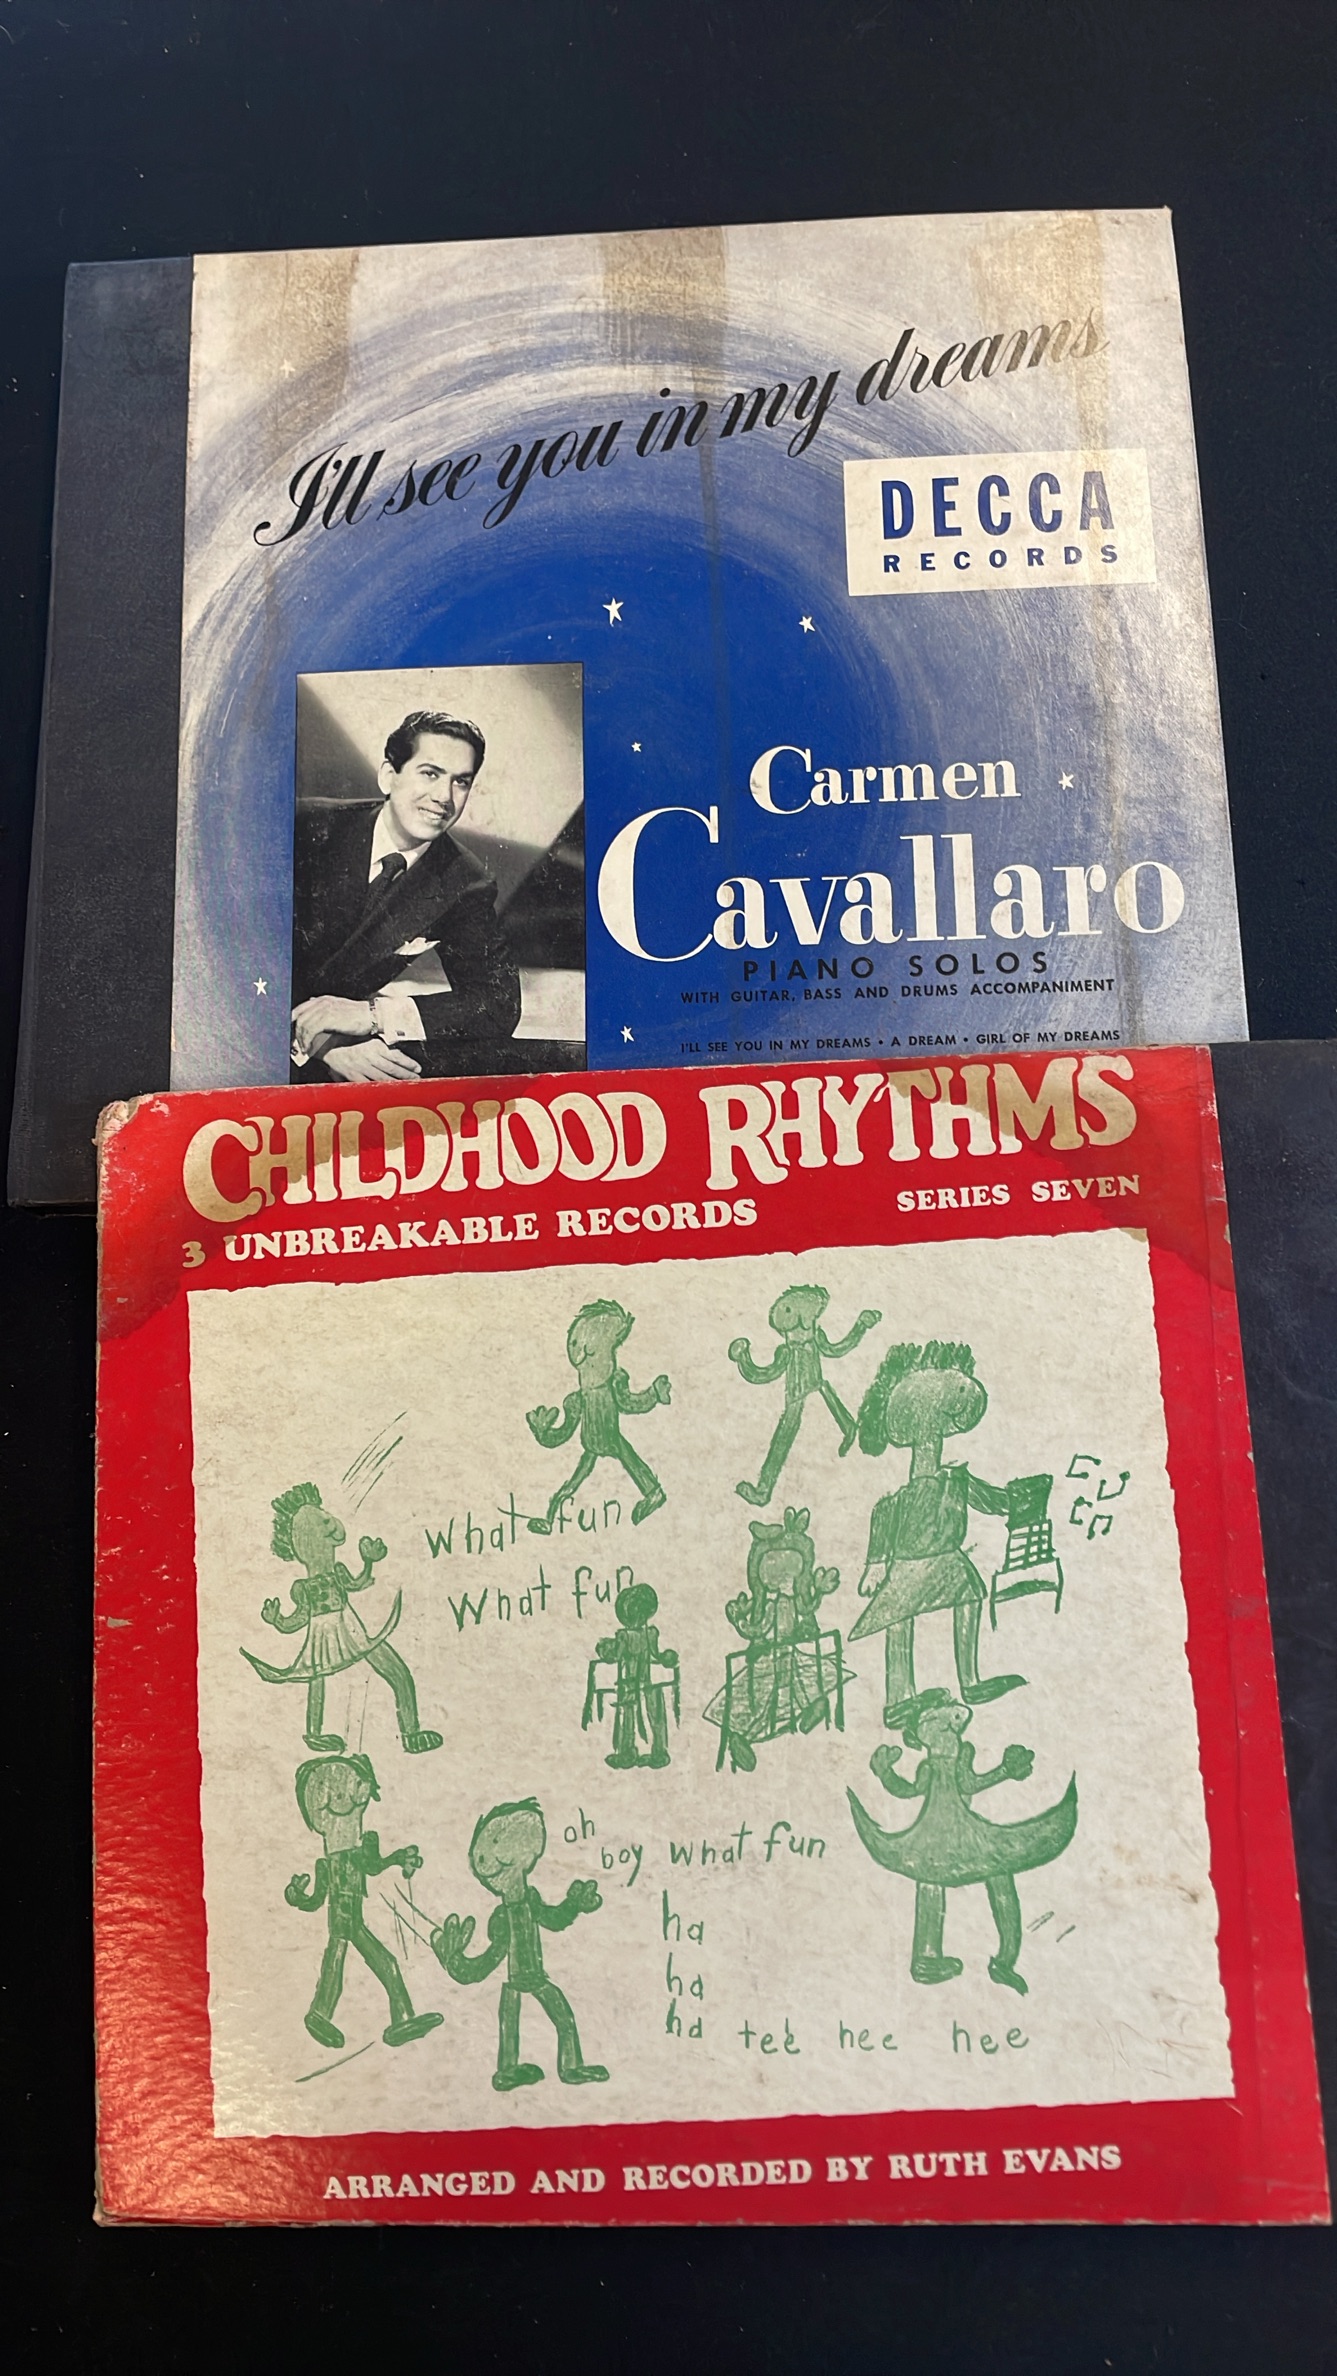 I'll see you in my dreams
DECCA
RECORDS
Carmen
Cavallaro
PIANO SOLOS
WITH GUITAR, BASS AND DRUMS ACCOMPANIMENT
I'LL SEE YOU IN MY DREAMS • A DREAM • GIRL OF MY DREAMS
CHILDHOOD RHYTHMS
3 UNBREAKABLE RECORDS
SERIES SEVEN
What fun
What fun
oh
boy what fun
ha
ha
ha
tee hee hee
ARRANGED AND RECORDED BY RUTH EVANS